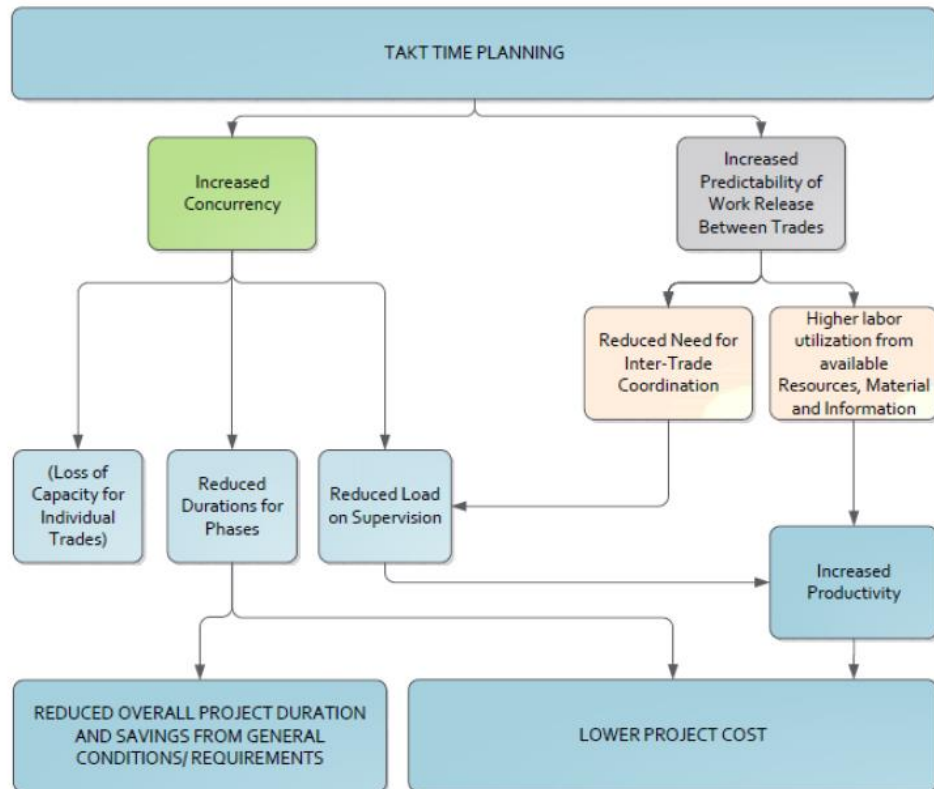 TAKT TIME PLANNING
Increased
Concurrency
Increased
Predictability of
Work Release
Between Trades
Reduced Need for
Inter-Trade
Coordination
Higher labor
utilization from
available
Resources, Material
and Information
(Loss of
Capacity for
Individual
Trades)
Reduced
Durations for
Phases
Reduced Load
on Supervision
Increased
Productivity
REDUCED OVERALL PROJECT DURATION
AND SAVINGS FROM GENERAL
CONDITIONS/ REQUIREMENTS
LOWER PROJECT COST